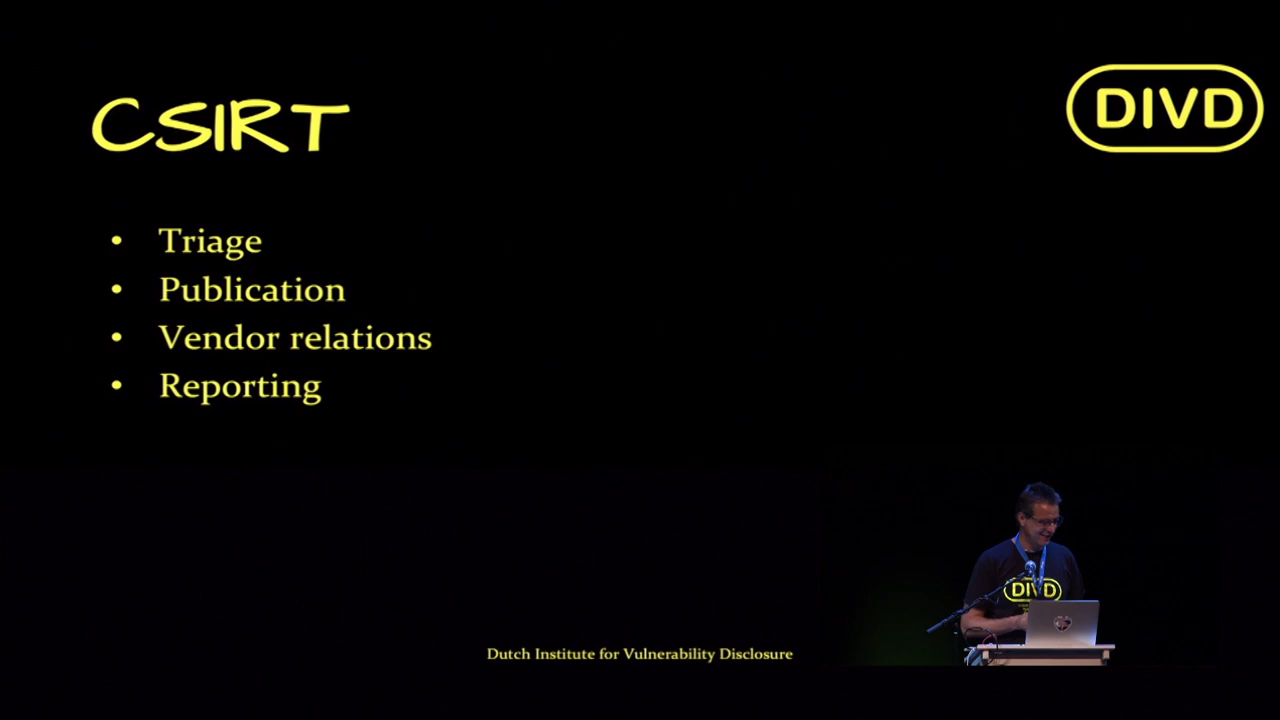 CSIRT
DIVD
• Triage
• Publication
• Vendor relations
• Reporting
DIVD
Dutch Institute for Vulnerability Disclosure